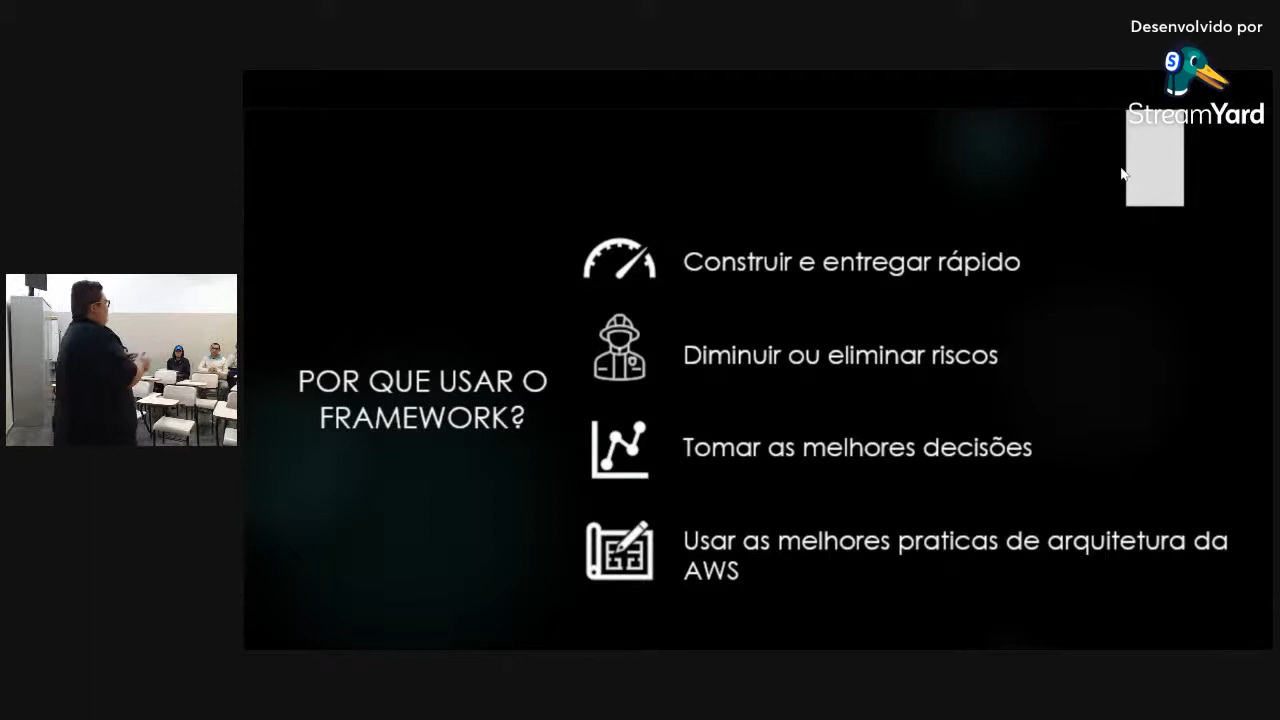 Desenvolvido por
StreamYard
POR QUE USAR O
FRAMEWORK?
Construir e entregar rápido
Diminuir ou eliminar riscos
Tomar as melhores decisões
Usar as melhores praticas de arquitetura da
AWS